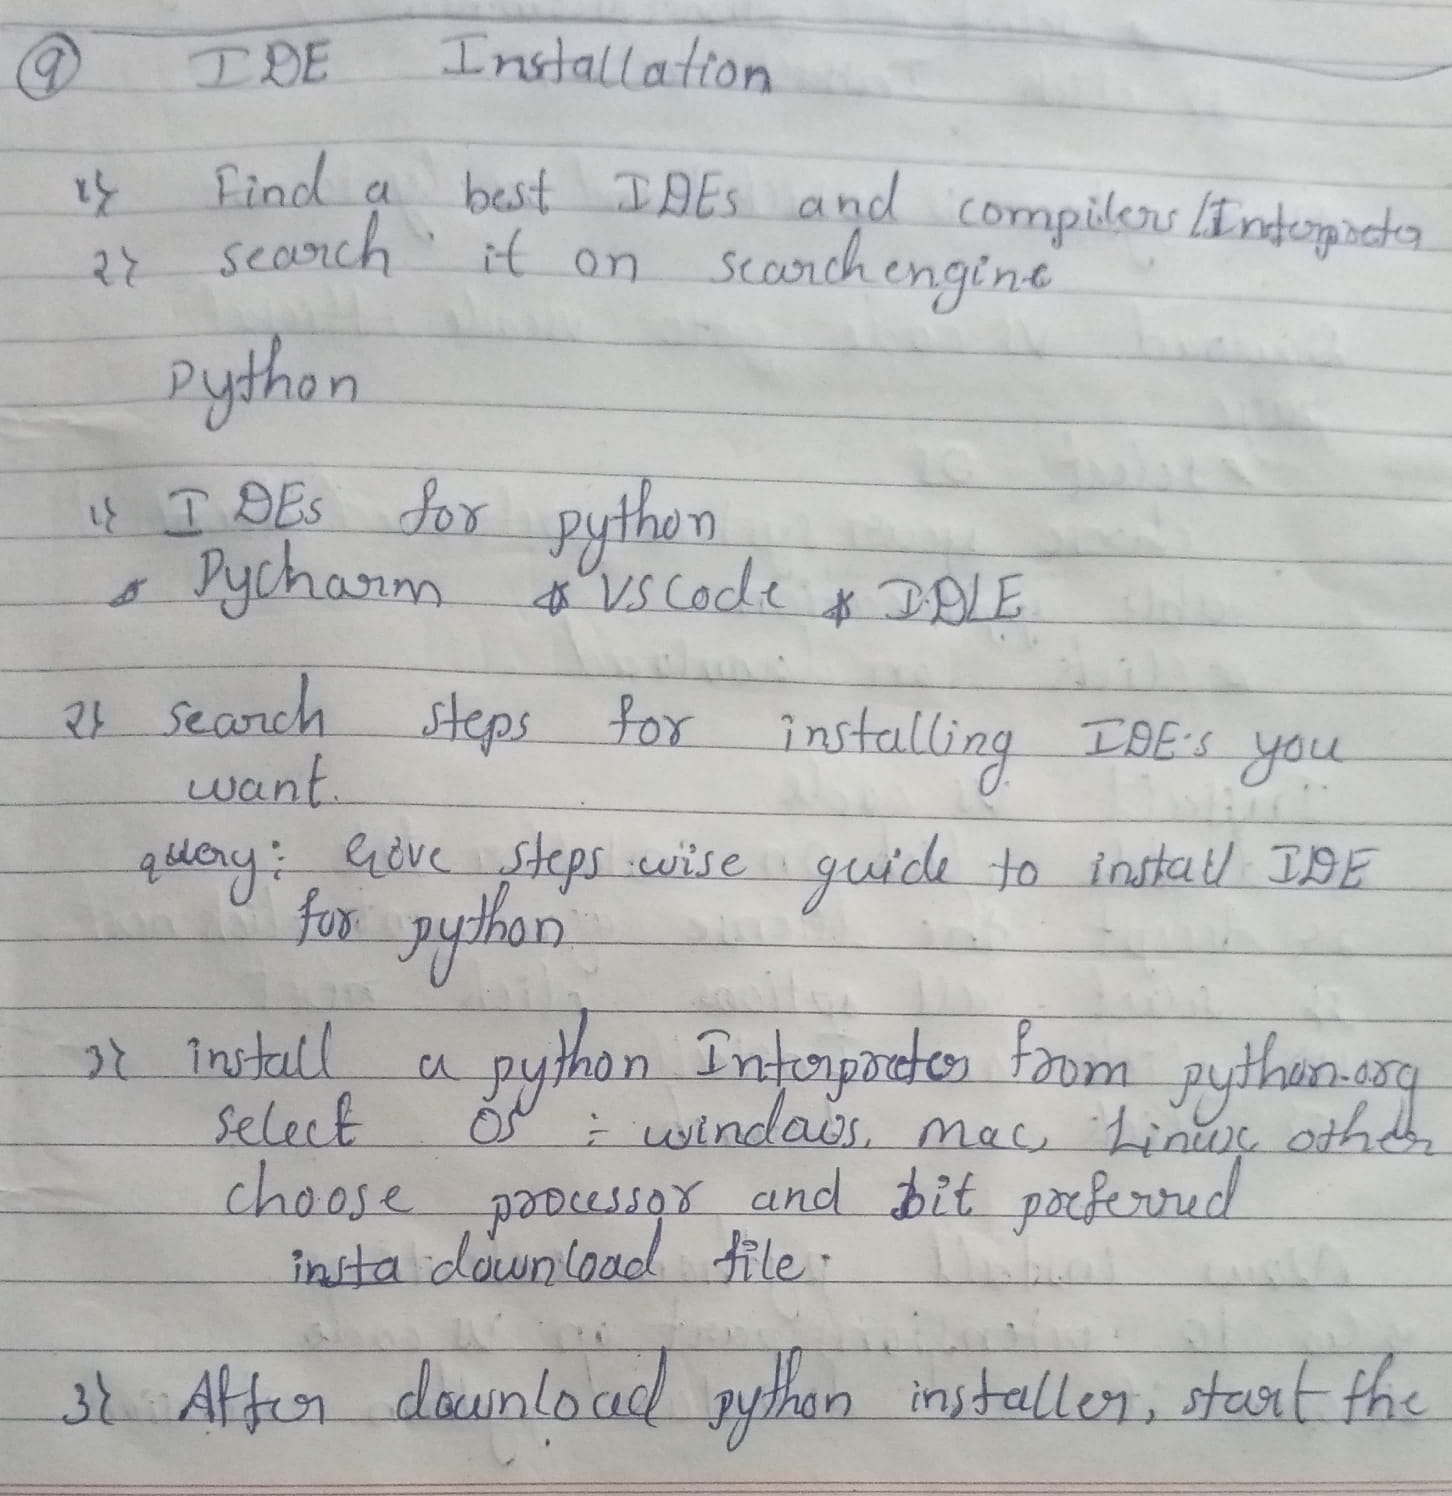 9 IDE Installation
1} Find a best IDEs and compilers/Interpreter
2} search it on searchengine
Python
1} IDEs for python
* Pycharm * VS Code * IDLE
2} search steps for installing IDE's you
want.
query: Give steps wise guide to install IDE
for python
3} install a python Interpreter from python.org
select OS : windows, mac, Linux other
choose processor and bit preferred
insta download file.
3} After download python installer, start the